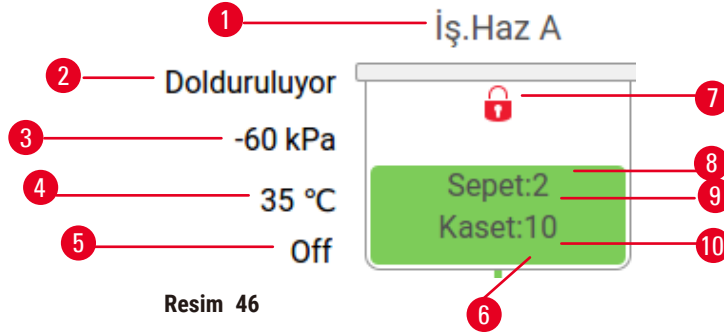 1
İş.Haz A
2
Dolduruluyor
7
3
-60 kPa
8
4
35 °C
Sepet:2
9
5
Off
Kaset:10
10
6
Resim 46